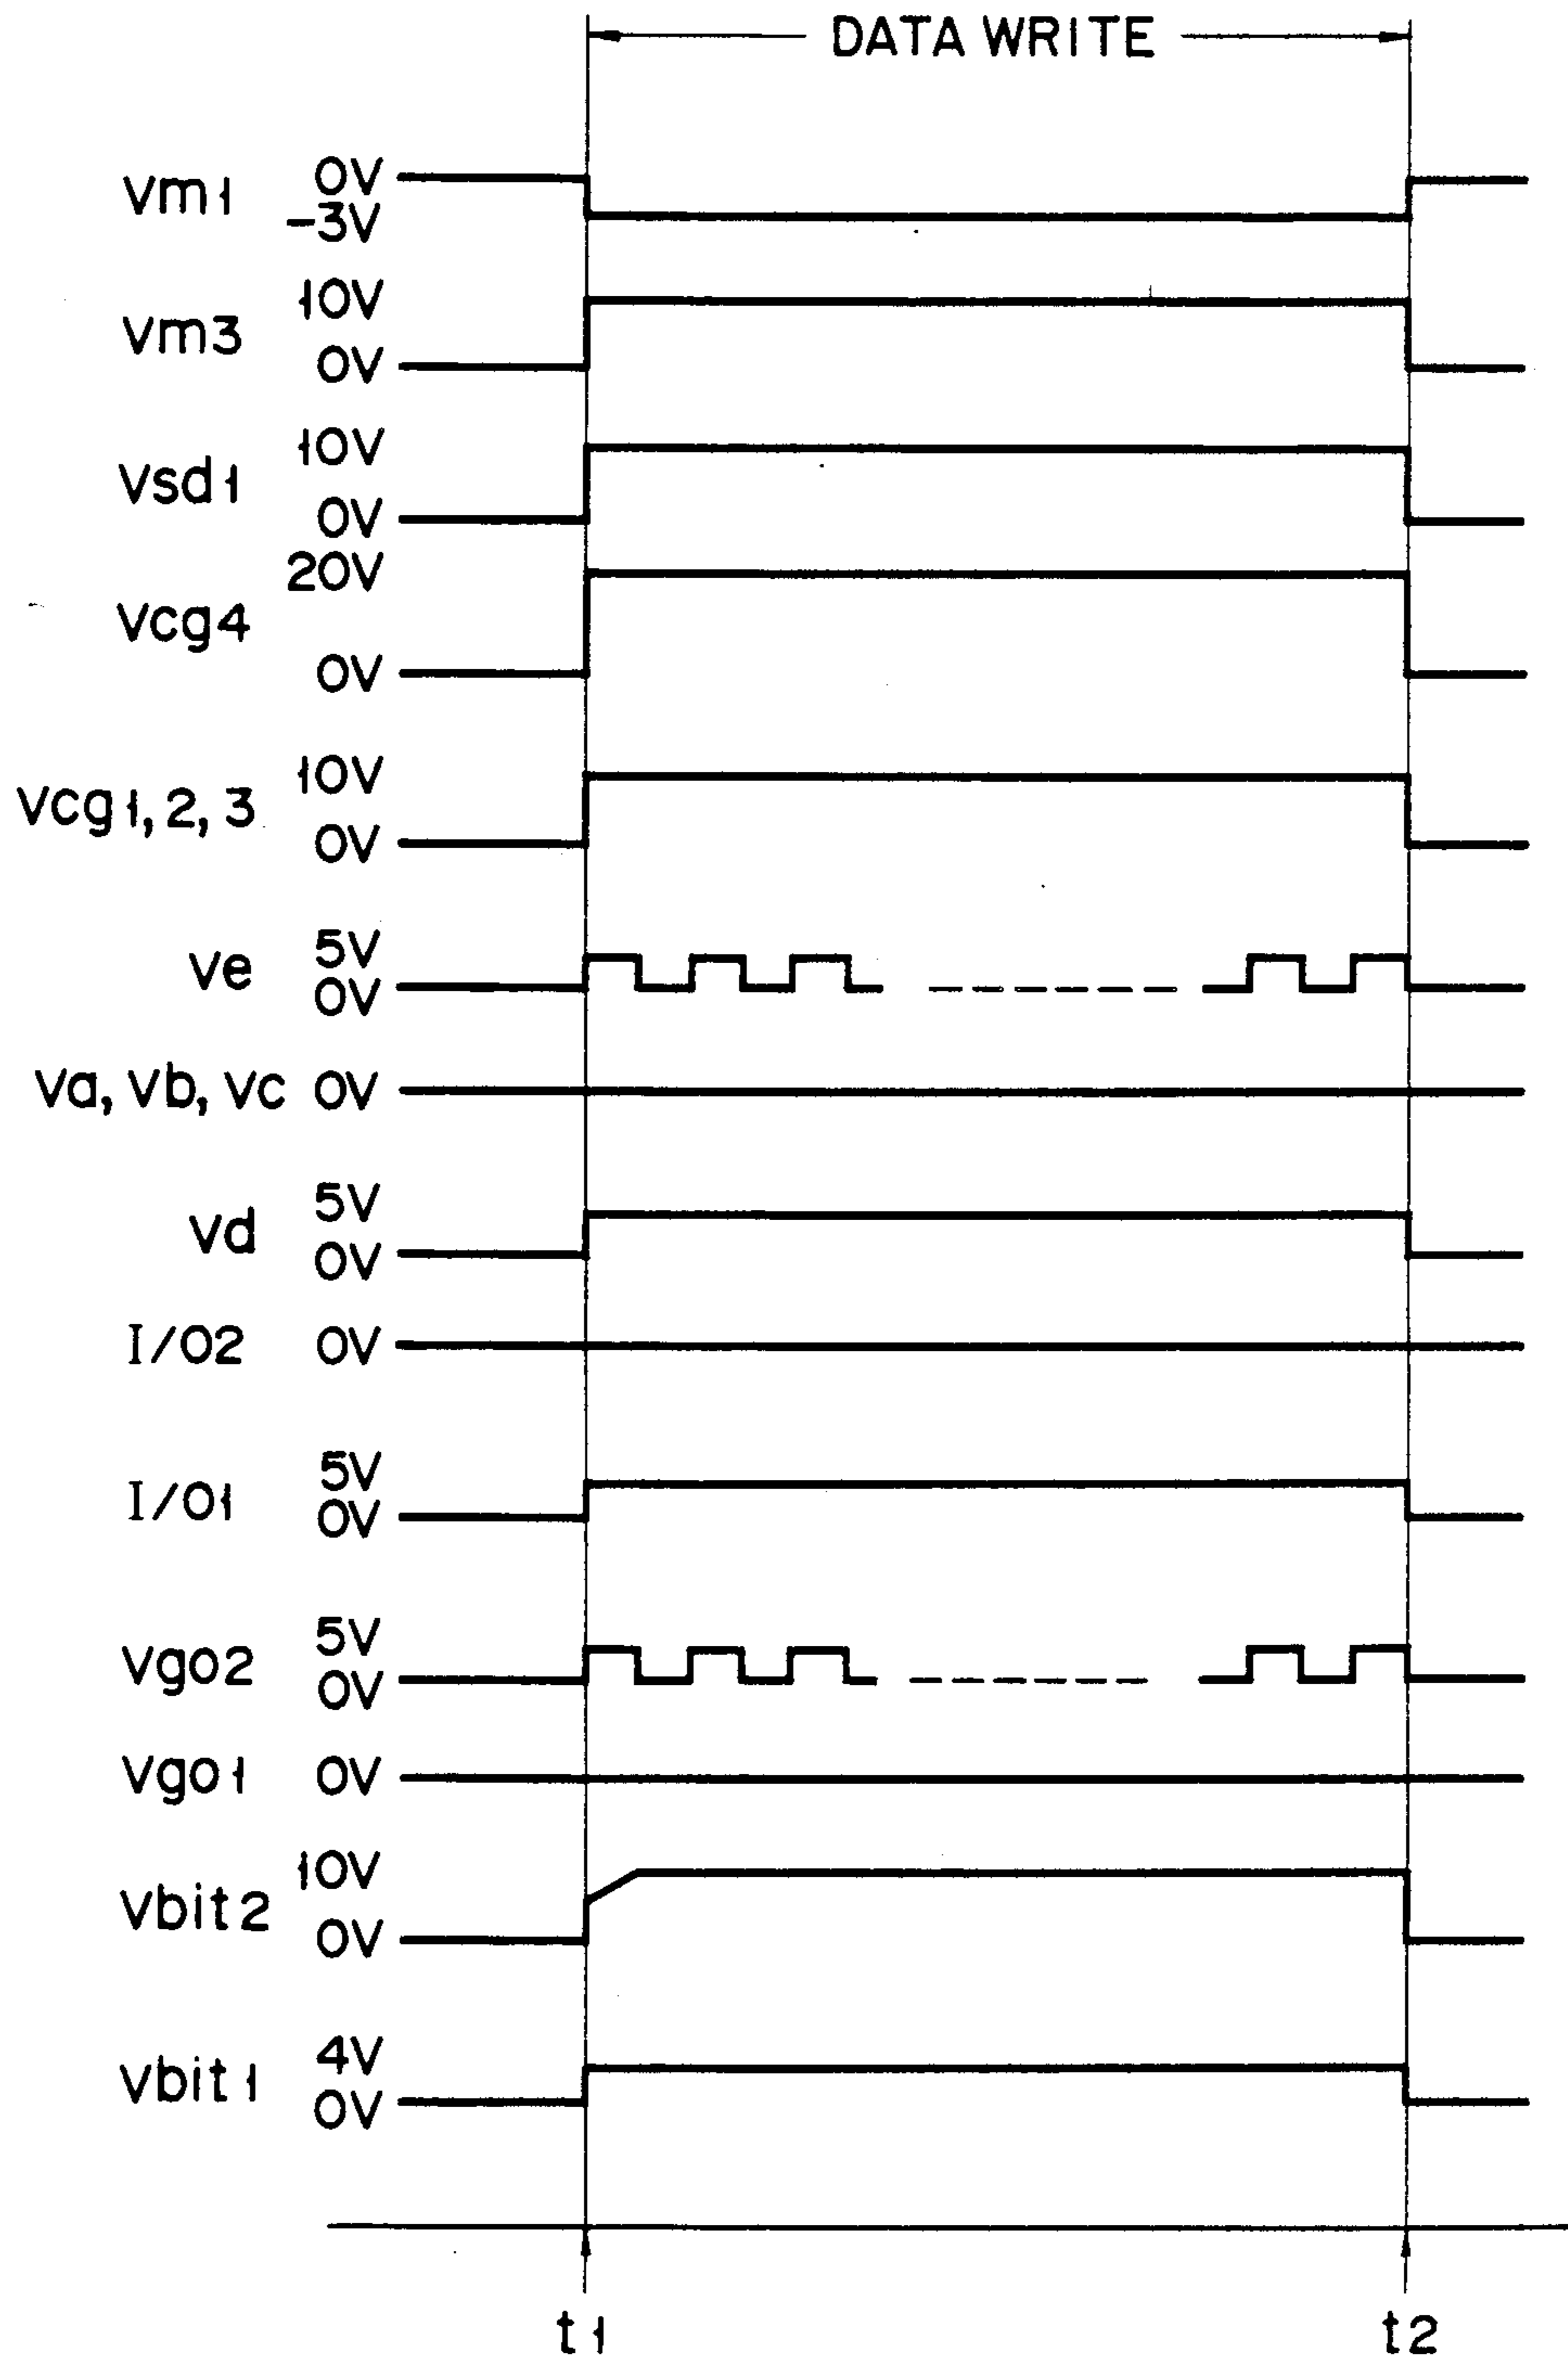 DATA WRITE
Vm1 0V
-3V
Vm3 10V
0V
Vsd1 10V
0V
Vcg4 20V
0V
Vcg1, 2, 3 10V
0V
Ve 5V
0V
Va, Vb, Vc 0V
Vd 5V
0V
I/O2 0V
I/O1 5V
0V
Vgo2 5V
0V
Vgo1 0V
Vbit2 10V
0V
Vbit1 4V
0V
t1 t2